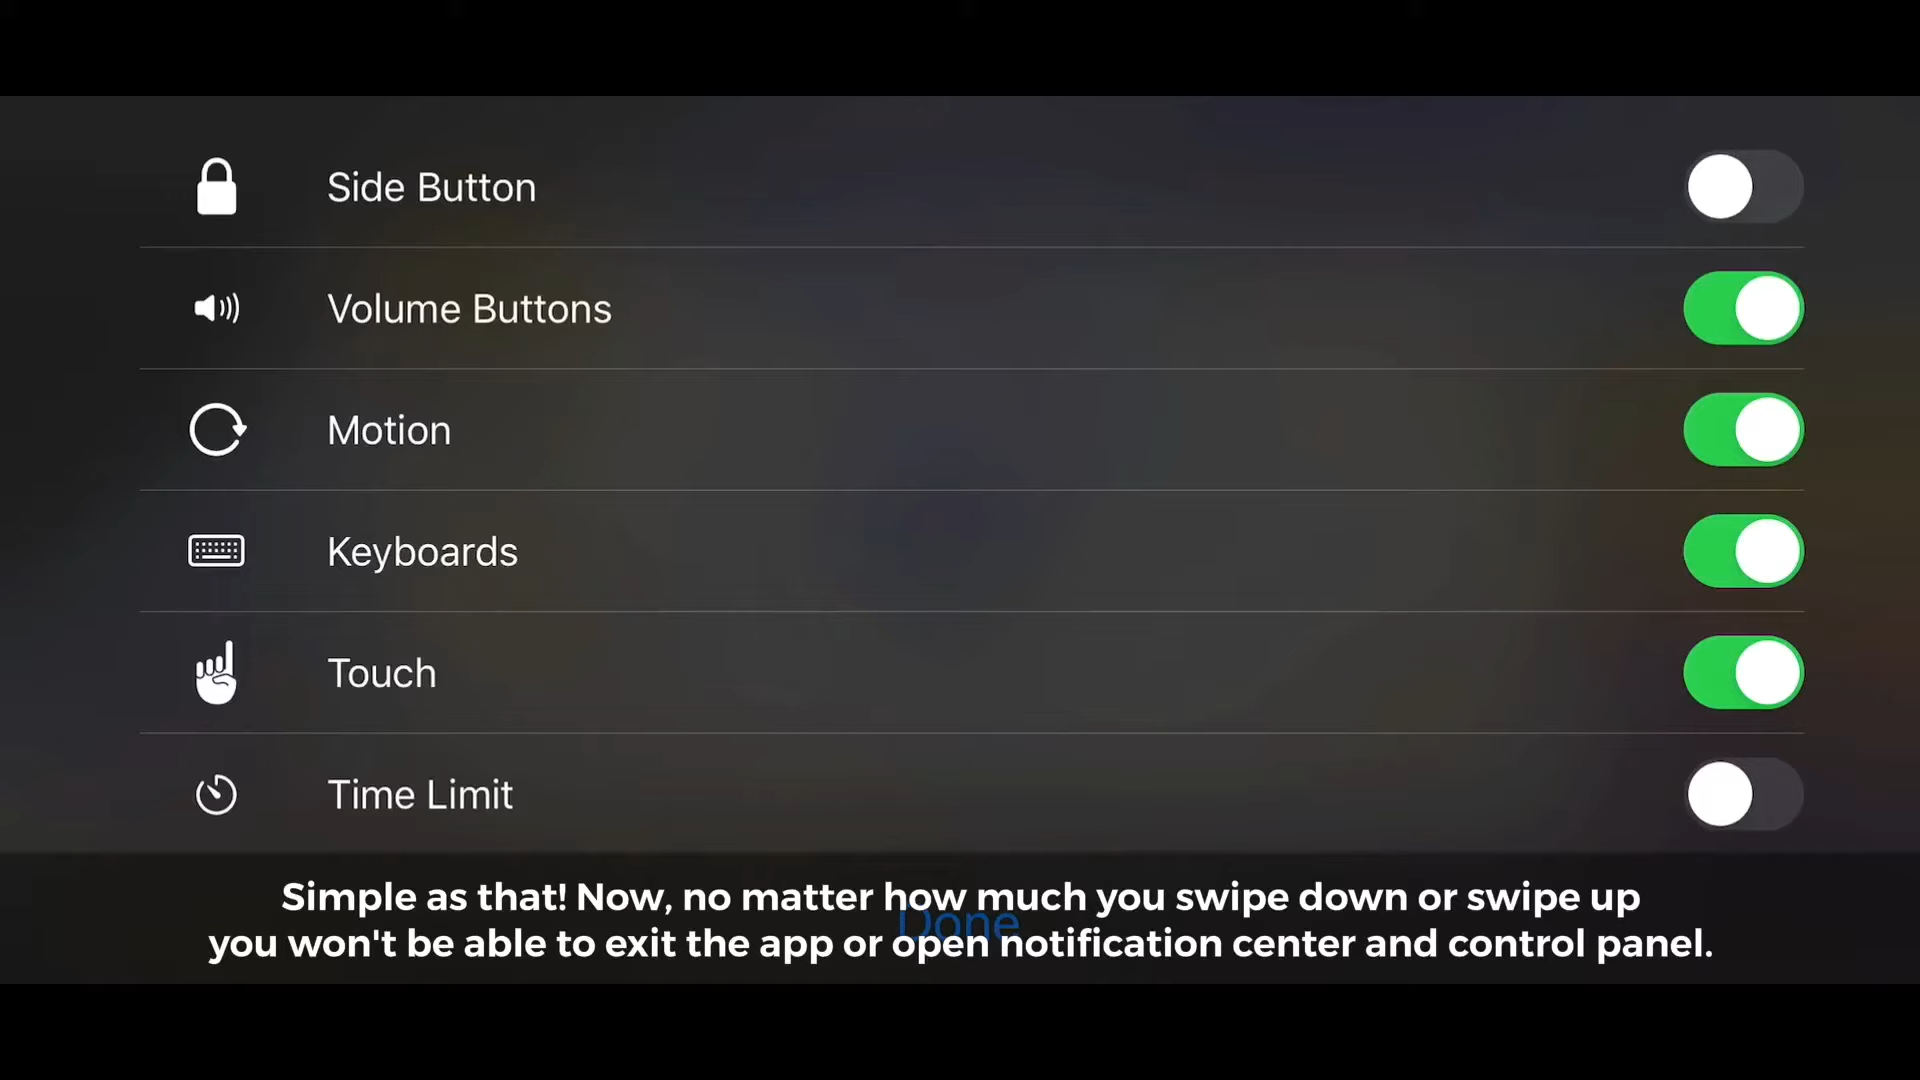 Side Button
Volume Buttons
Motion
Keyboards
Touch
Time Limit
Done
Simple as that! Now, no matter how much you swipe down or swipe up
you won't be able to exit the app or open notification center and control panel.